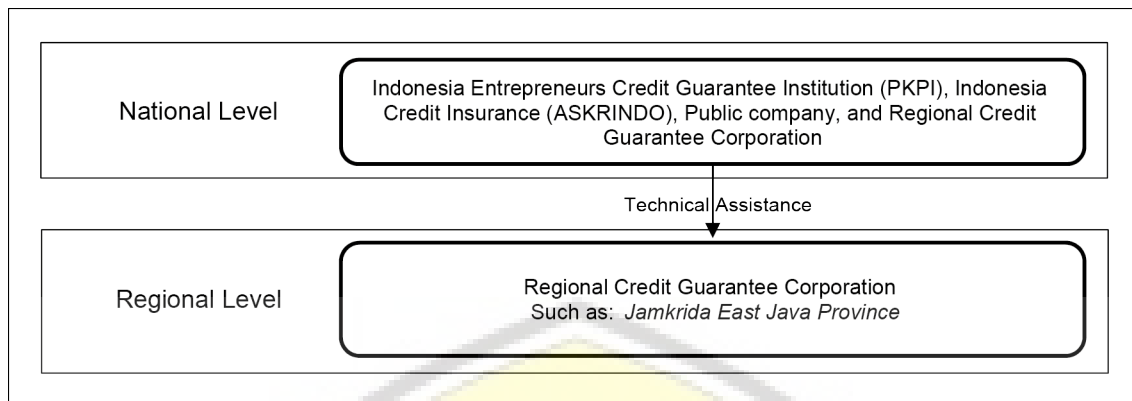 National Level
Indonesia Entrepreneurs Credit Guarantee Institution (PKPI), Indonesia
Credit Insurance (ASKRINDO), Public company, and Regional Credit
Guarantee Corporation
Technical Assistance
Regional Level
Regional Credit Guarantee Corporation
Such as: Jamkrida East Java Province